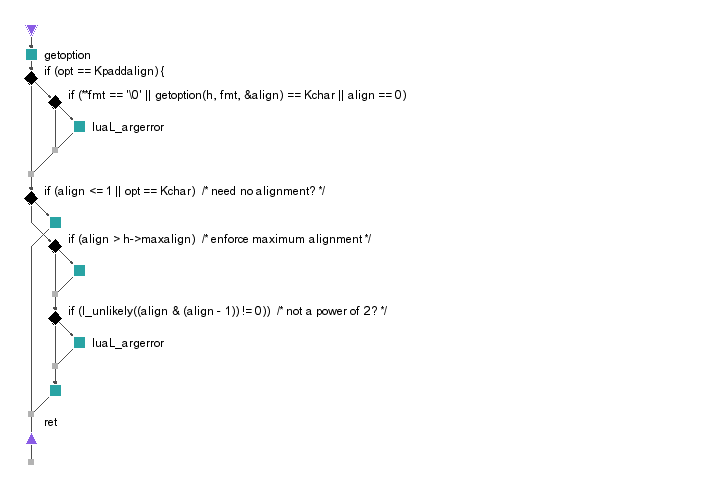 getoption
if (opt == Kpaddalign) {
if (**fmt == '\0' || getoption(h, fmt, &align) == Kchar || align == 0)
luaL_argerror
if (align <= 1 || opt == Kchar)  /* need no alignment? */
if (align > h->maxalign)  /* enforce maximum alignment */
if (l_unlikely((align & (align - 1)) != 0))  /* not a power of 2? */
luaL_argerror
ret